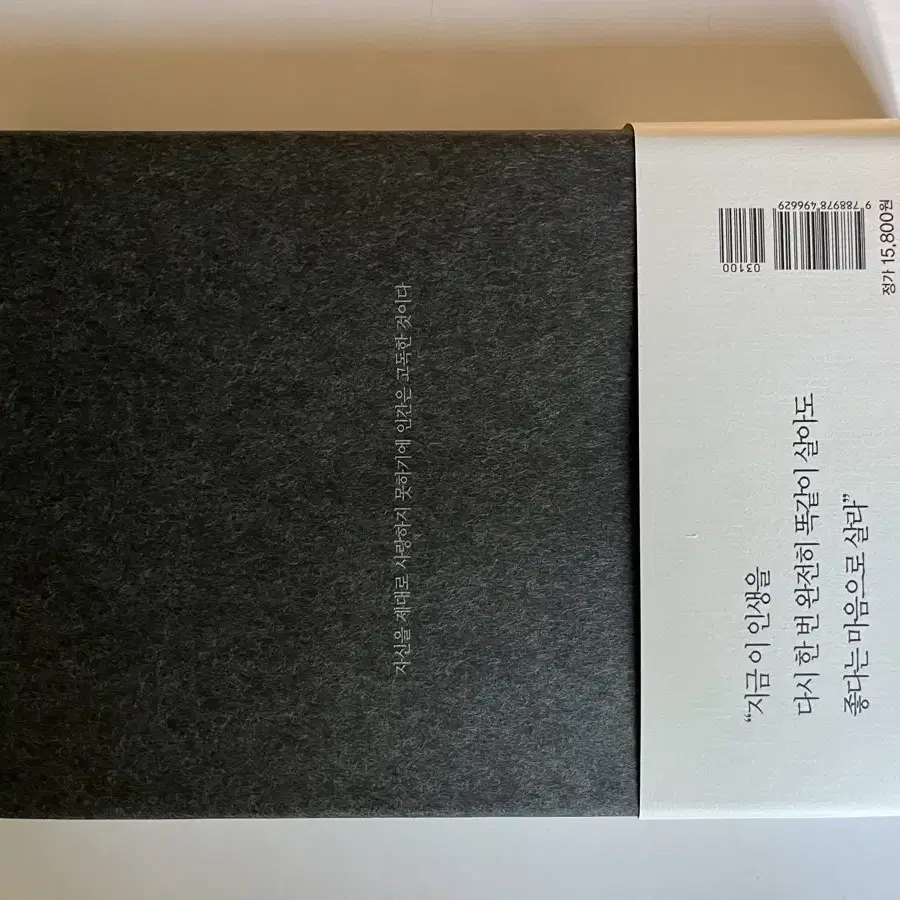 자신을 제대로 사랑하지 못하기에 인간은 고독한 것이다
“지금 이 인생을
다시 한 번 완전히 똑같이 살아도
좋다는 마음으로 살라”
03100
9 788978 496629
정가 15,800원